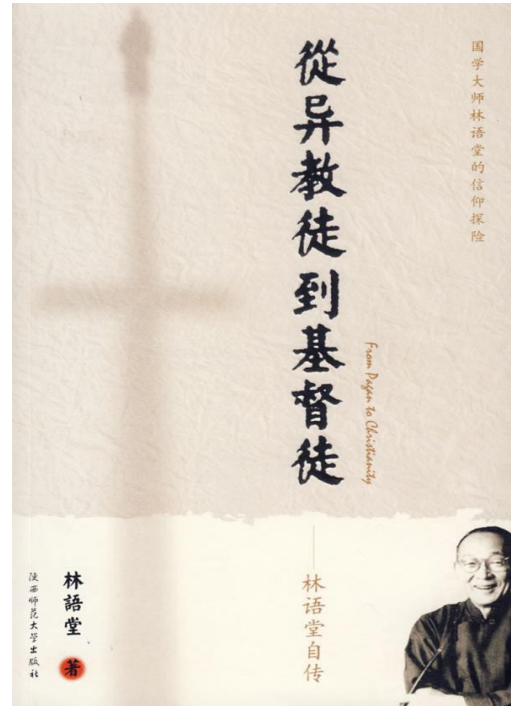 国学大师林语堂的信仰探险
從异教徒到基督徒
From Pagan to Christianity
林语堂自传
林語堂 著
陕西师范大学出版社